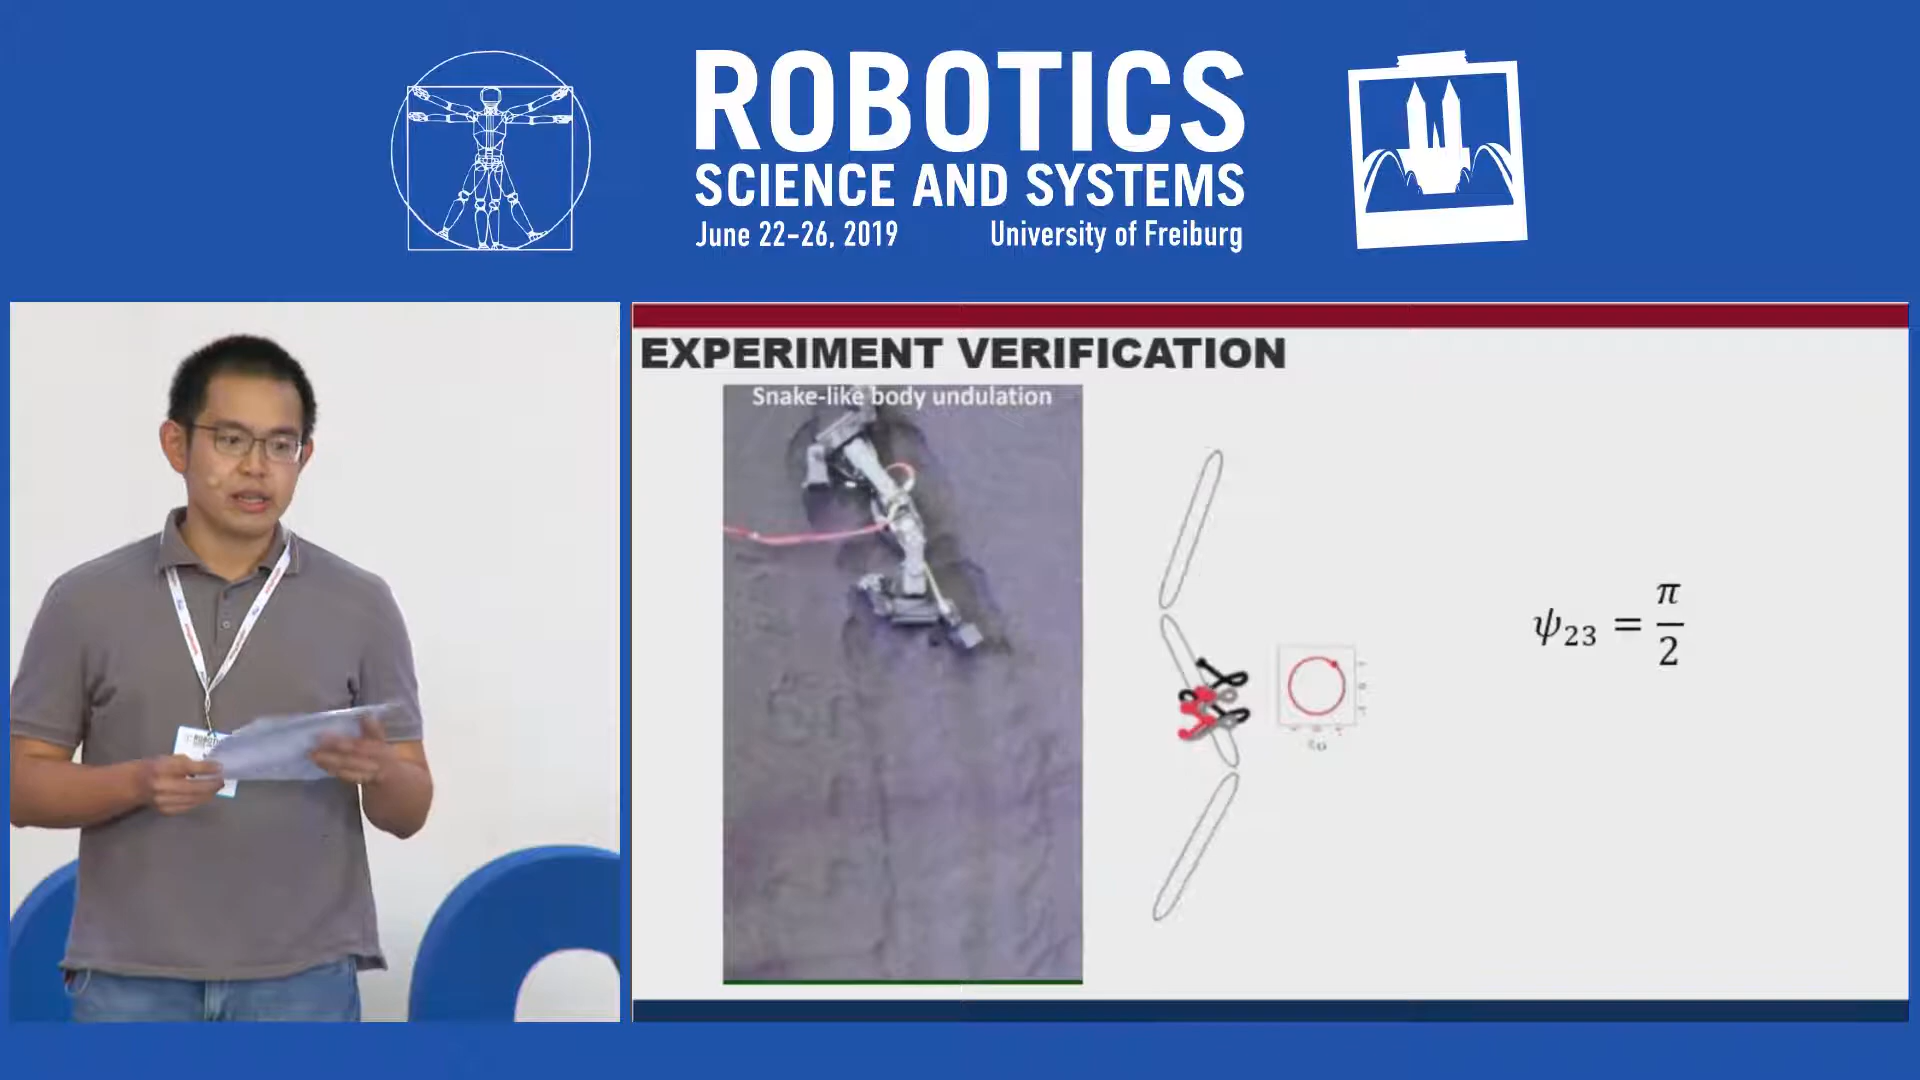 ROBOTICS
SCIENCE AND SYSTEMS
June 22-26, 2019 University of Freiburg
EXPERIMENT VERIFICATION
Snake-like body undulation
ψ₂₃ = π/2